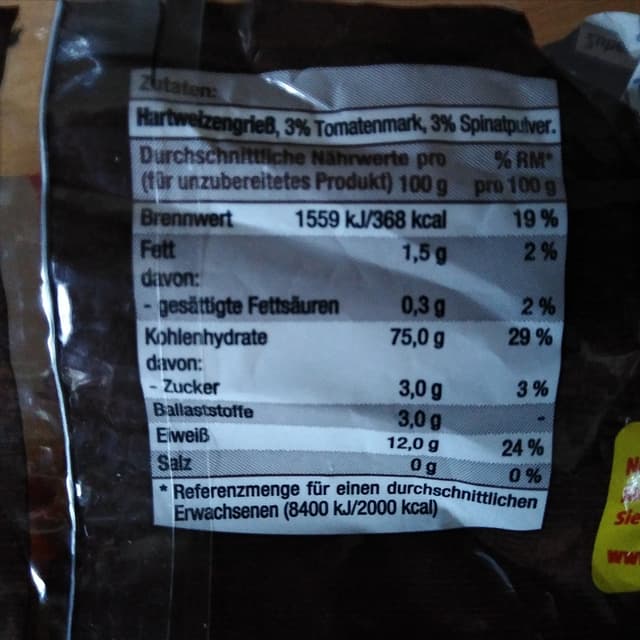 Zutaten:
Hartweizengrieß, 3% Tomatenmark, 3% Spinatpulver.
Durchschnittliche Nährwerte pro % RM*
(für unzubereitetes Produkt) 100 g pro 100 g
Brennwert 1559 kJ/368 kcal 19 %
Fett 1,5 g 2 %
davon:
- gesättigte Fettsäuren 0,3 g 2 %
Kohlenhydrate 75,0 g 29 %
davon:
- Zucker 3,0 g 3 %
Ballaststoffe 3,0 g -
Eiweiß 12,0 g 24 %
Salz 0 g 0 %
* Referenzmenge für einen durchschnittlichen
Erwachsenen (8400 kJ/2000 kcal)
Sie